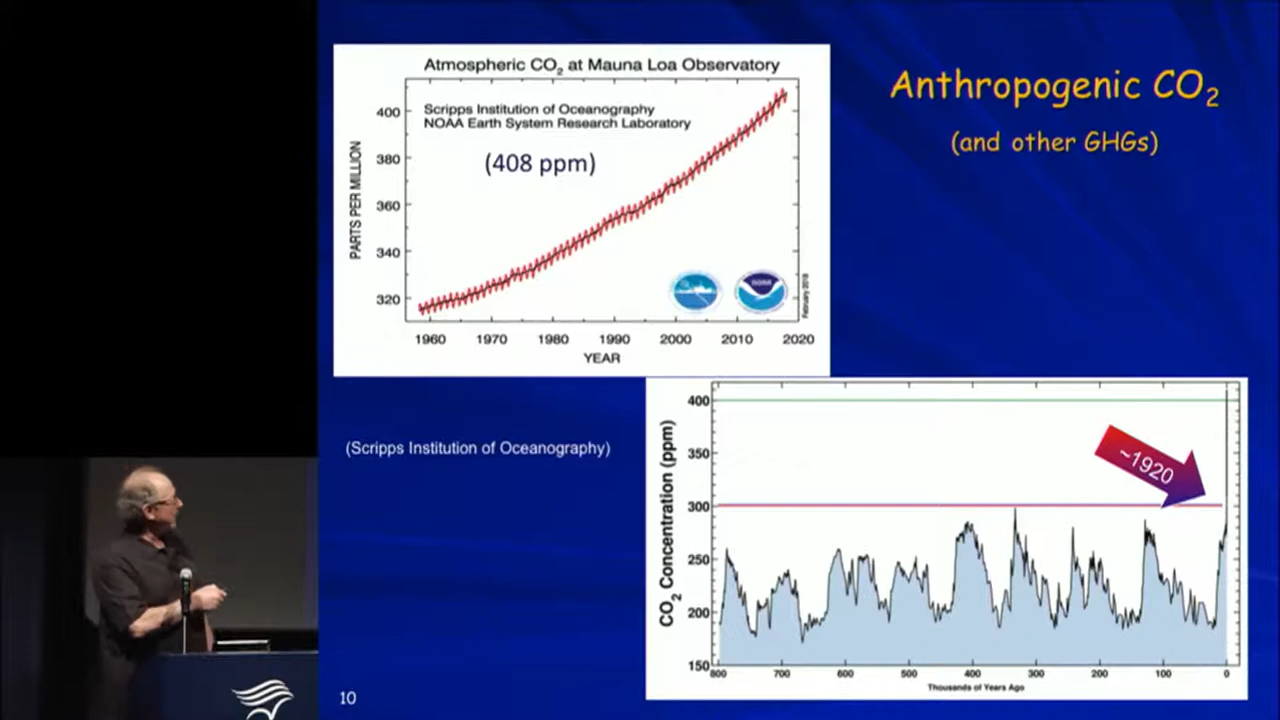 Atmospheric CO2 at Mauna Loa Observatory
Scripps Institution of Oceanography
NOAA Earth System Research Laboratory
(408 ppm)
PARTS PER MILLION
400
380
360
340
320
1960 1970 1980 1990 2000 2010 2020
YEAR
February 2018
NOAA
Anthropogenic CO2
(and other GHGs)
(Scripps Institution of Oceanography)
CO2 Concentration (ppm)
400
350
300
250
200
150
~1920
800 700 600 500 400 300 200 100 0
Thousands of Years Ago
10